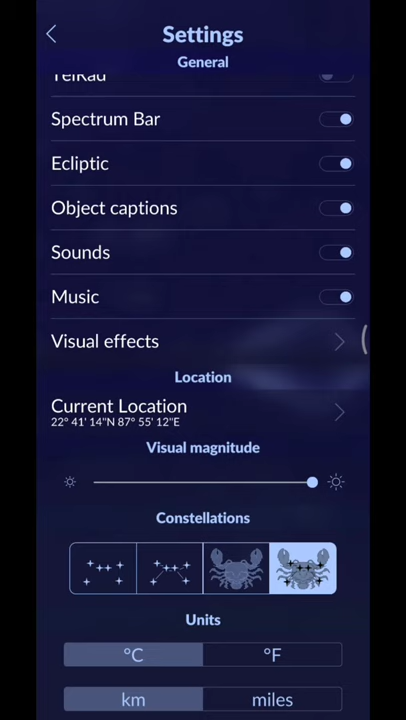 Settings
General
TelRad
Spectrum Bar
Ecliptic
Object captions
Sounds
Music
Visual effects
Location
Current Location
22° 41' 14"N 87° 55' 12"E
Visual magnitude
Constellations
Units
°C °F
km miles